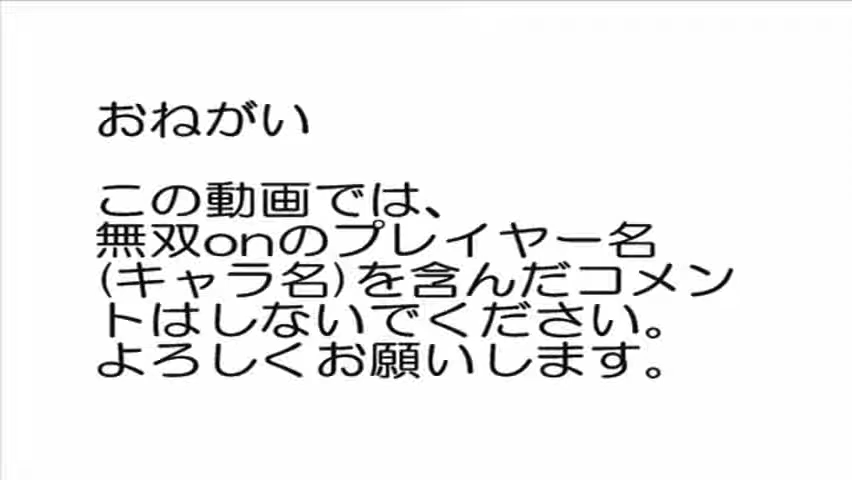 おねがい
この動画では、
無双onのプレイヤー名
(キャラ名)を含んだコメン
トはしないでください。
よろしくお願いします。